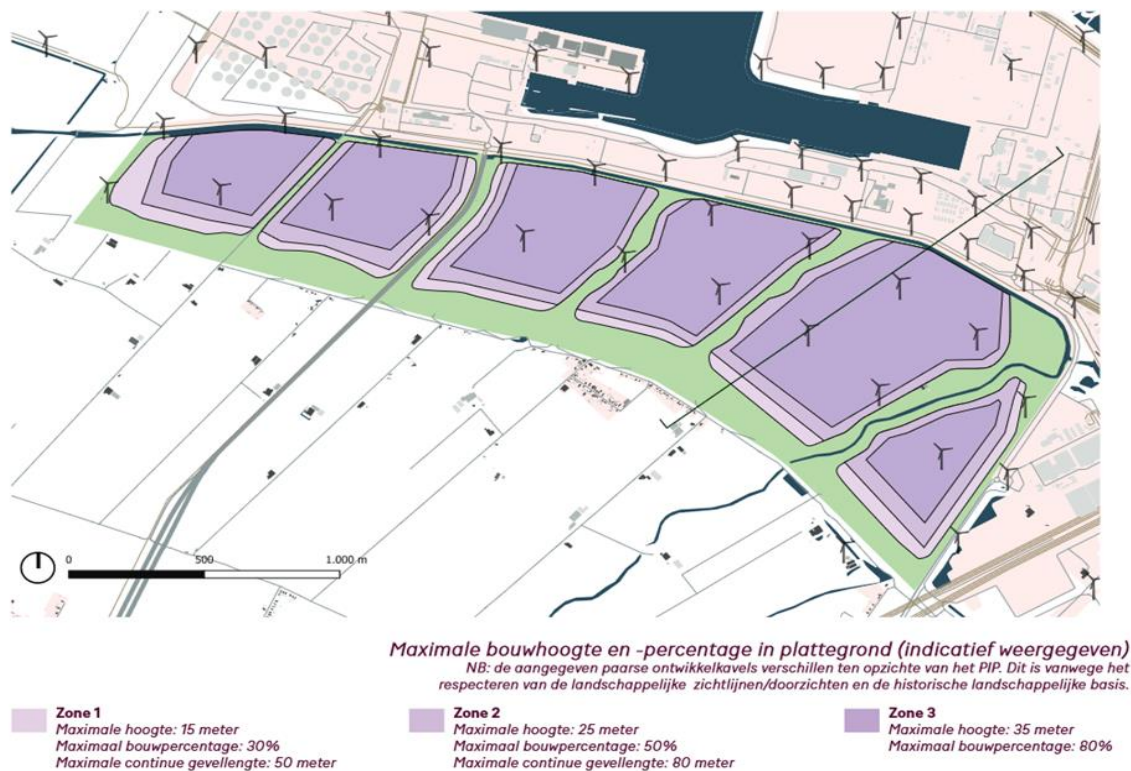 0 500 1.000 m
Maximale bouwhoogte en -percentage in plattegrond (indicatief weergegeven)
NB: de aangegeven paarse ontwikkelkavels verschillen ten opzichte van het PIP. Dit is vanwege het
respecteren van de landschappelijke zichtlijnen/doorzichten en de historische landschappelijke basis.
Zone 1
Maximale hoogte: 15 meter
Maximaal bouwpercentage: 30%
Maximale continue gevellengte: 50 meter
Zone 2
Maximale hoogte: 25 meter
Maximaal bouwpercentage: 50%
Maximale continue gevellengte: 80 meter
Zone 3
Maximale hoogte: 35 meter
Maximaal bouwpercentage: 80%